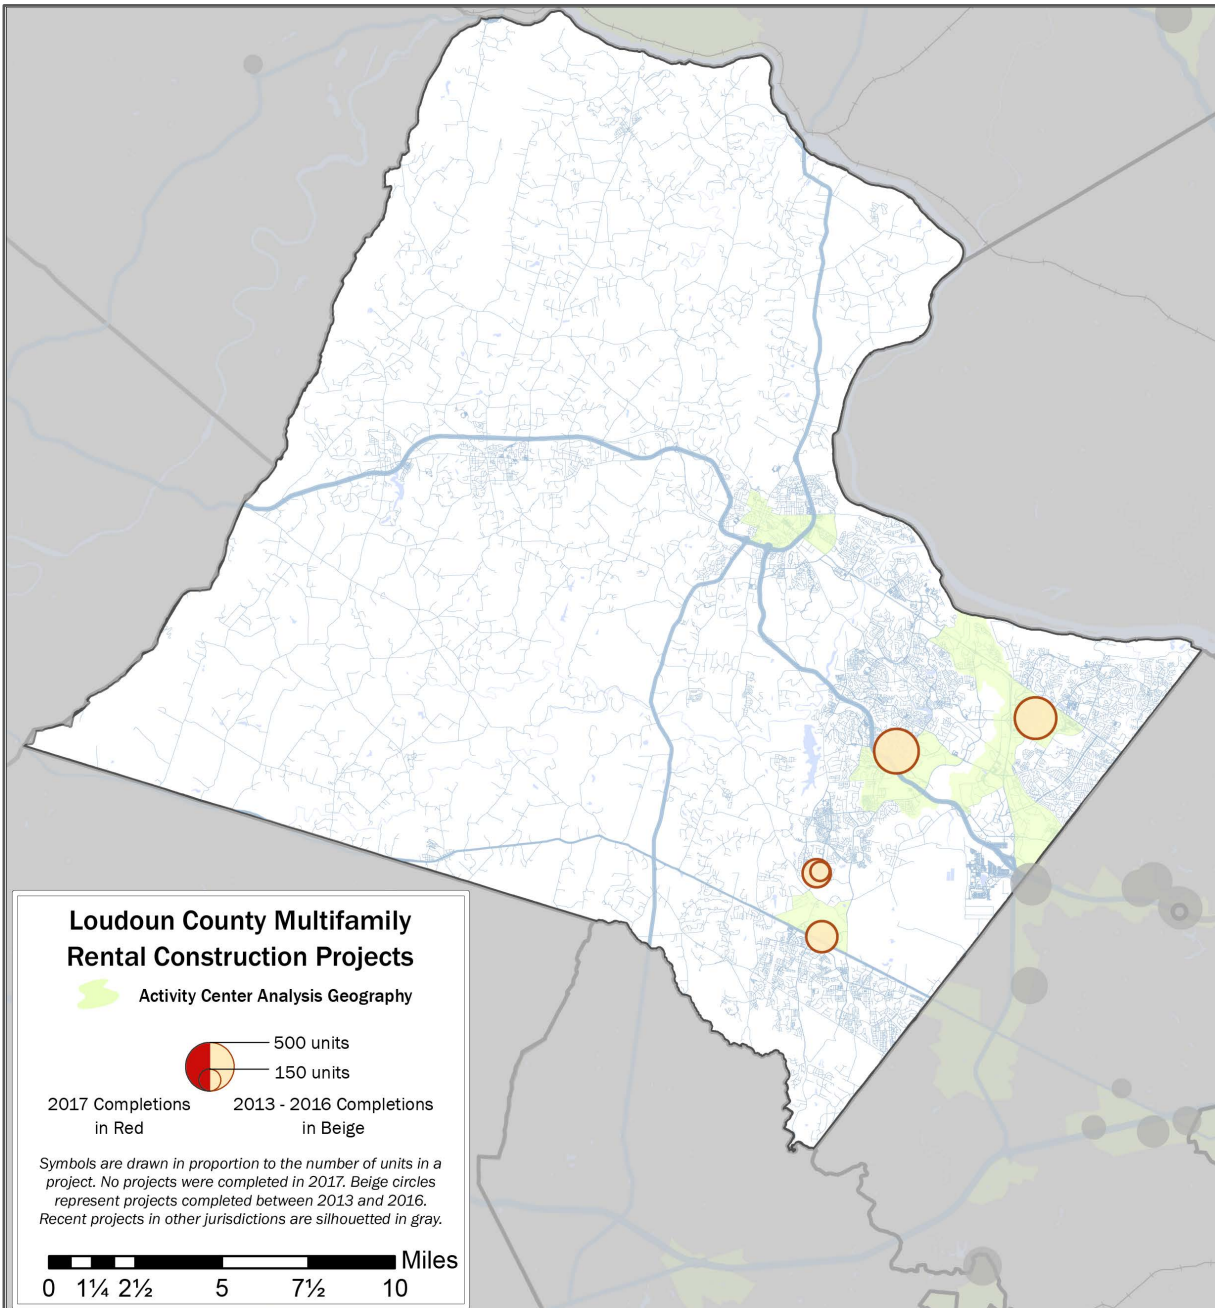 Loudoun County Multifamily
Rental Construction Projects
Activity Center Analysis Geography
500 units
150 units
2017 Completions
in Red
2013 - 2016 Completions
in Beige
Symbols are drawn in proportion to the number of units in a
project. No projects were completed in 2017. Beige circles
represent projects completed between 2013 and 2016.
Recent projects in other jurisdictions are silhouetted in gray.
Miles
0 1¼ 2½ 5 7½ 10